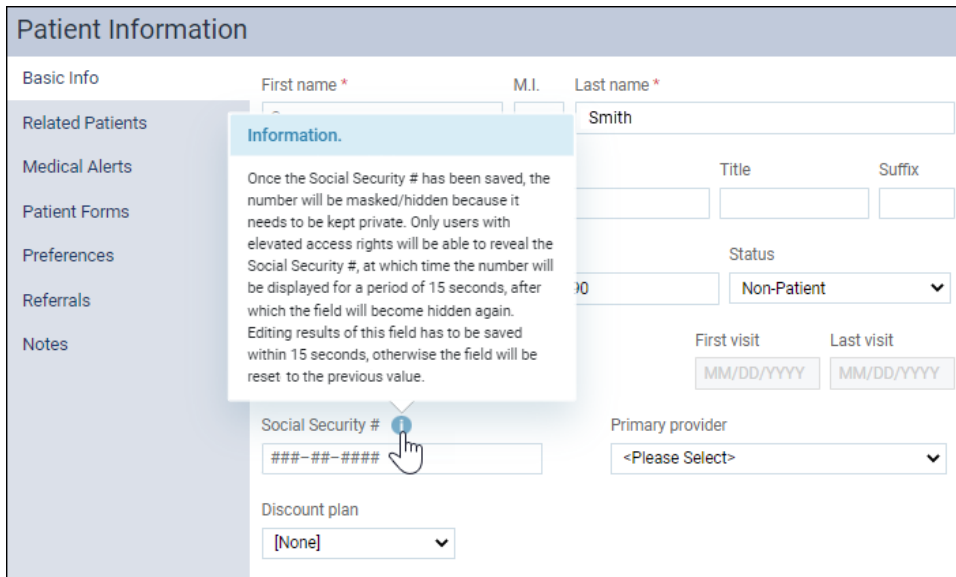 Patient Information
Basic Info
Related Patients
Medical Alerts
Patient Forms
Preferences
Referrals
Notes
First name * M.I. Last name *
Smith
Information.
Once the Social Security # has been saved, the
number will be masked/hidden because it
needs to be kept private. Only users with
elevated access rights will be able to reveal the
Social Security #, at which time the number will
be displayed for a period of 15 seconds, after
which the field will become hidden again.
Editing results of this field has to be saved
within 15 seconds, otherwise the field will be
reset to the previous value.
Title Suffix
Status
90 Non-Patient
First visit Last visit
MM/DD/YYYY MM/DD/YYYY
Social Security # i Primary provider
###-##-#### <Please Select>
Discount plan
[None]